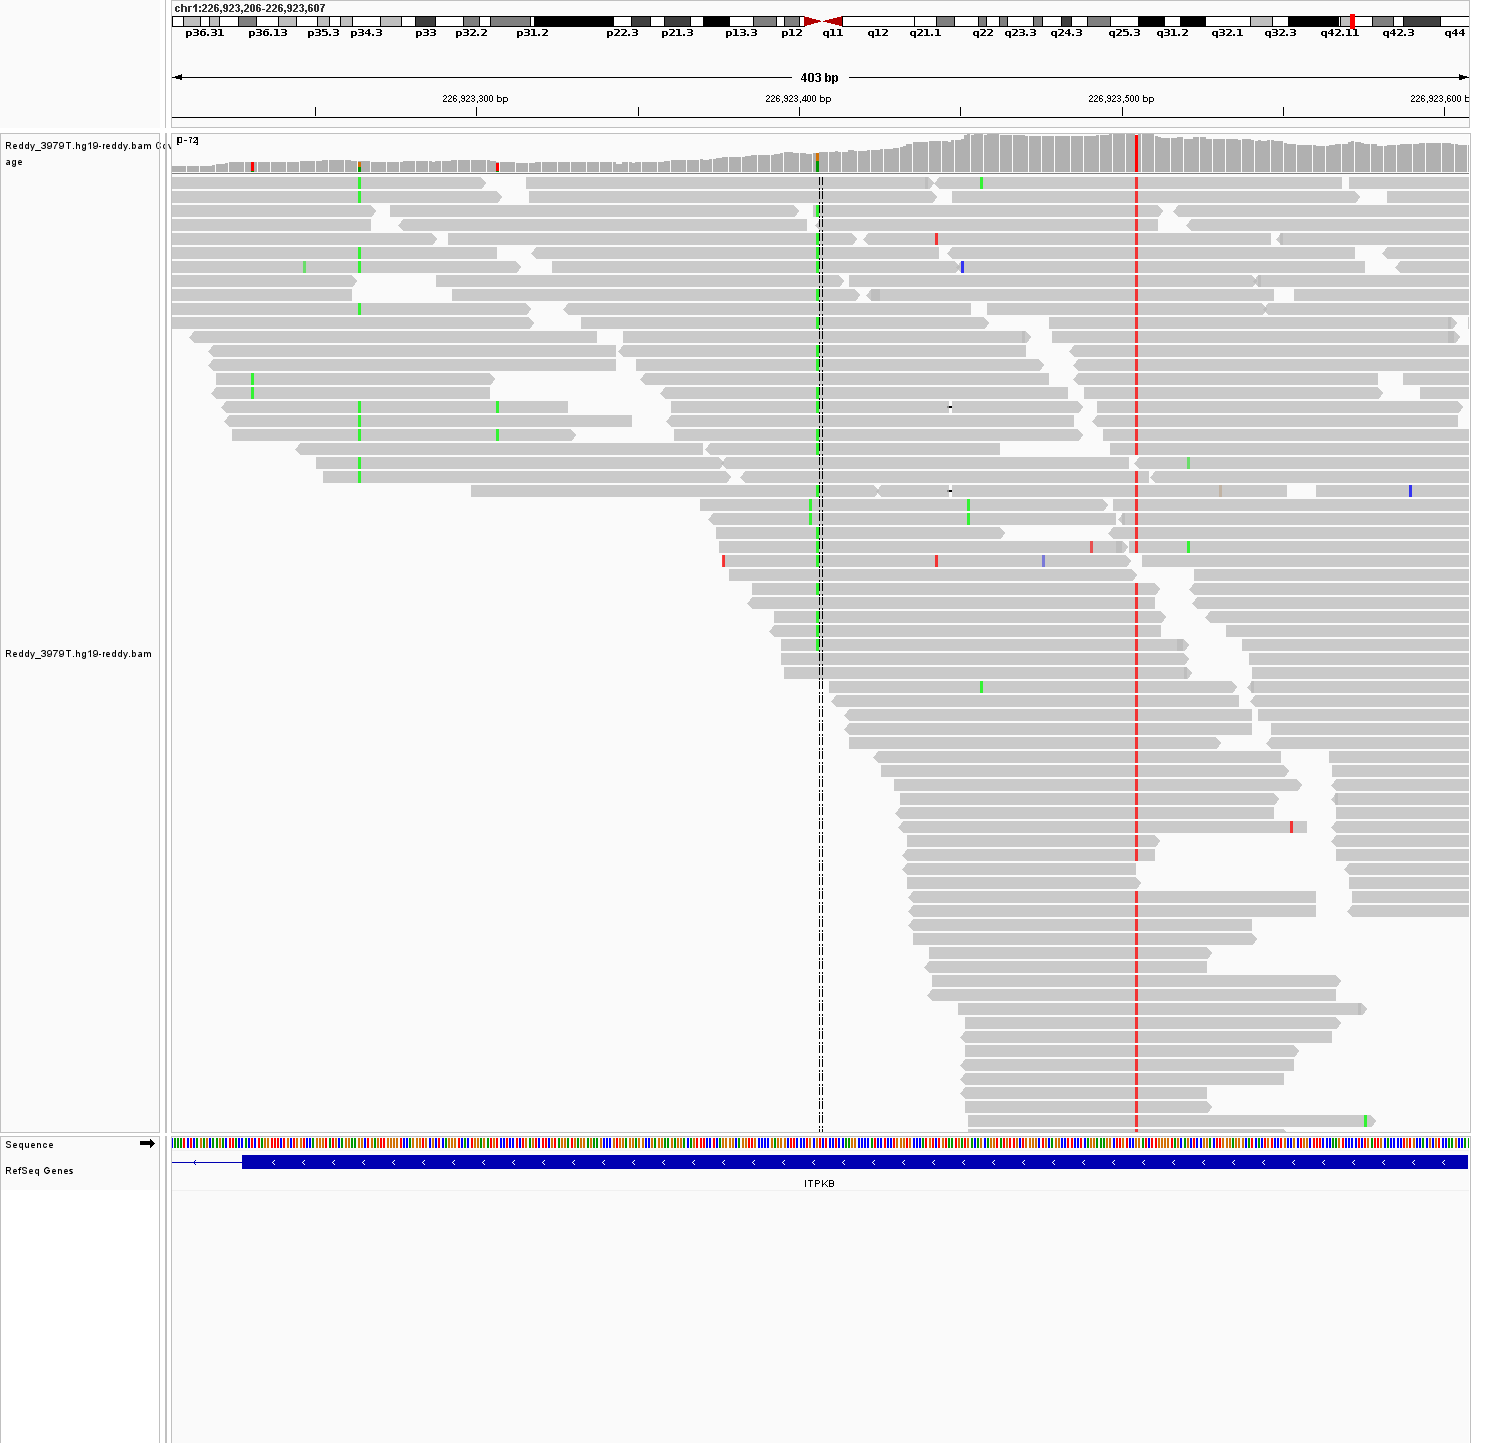 chr1:226,923,206-226,923,607
p36.31 p36.13 p35.3 p34.3 p33 p32.2 p31.2 p22.3 p21.3 p13.3 p12 q11 q12 q21.1 q22 q23.3 q24.3 q25.3 q31.2 q32.1 q32.3 q42.11 q42.3 q44
403 bp
226,923,300 bp 226,923,400 bp 226,923,500 bp 226,923,600 b
[0-72]
Reddy_3979T.hg19-reddy.bam Cov
age
Reddy_3979T.hg19-reddy.bam
Sequence
RefSeq Genes
ITPKB